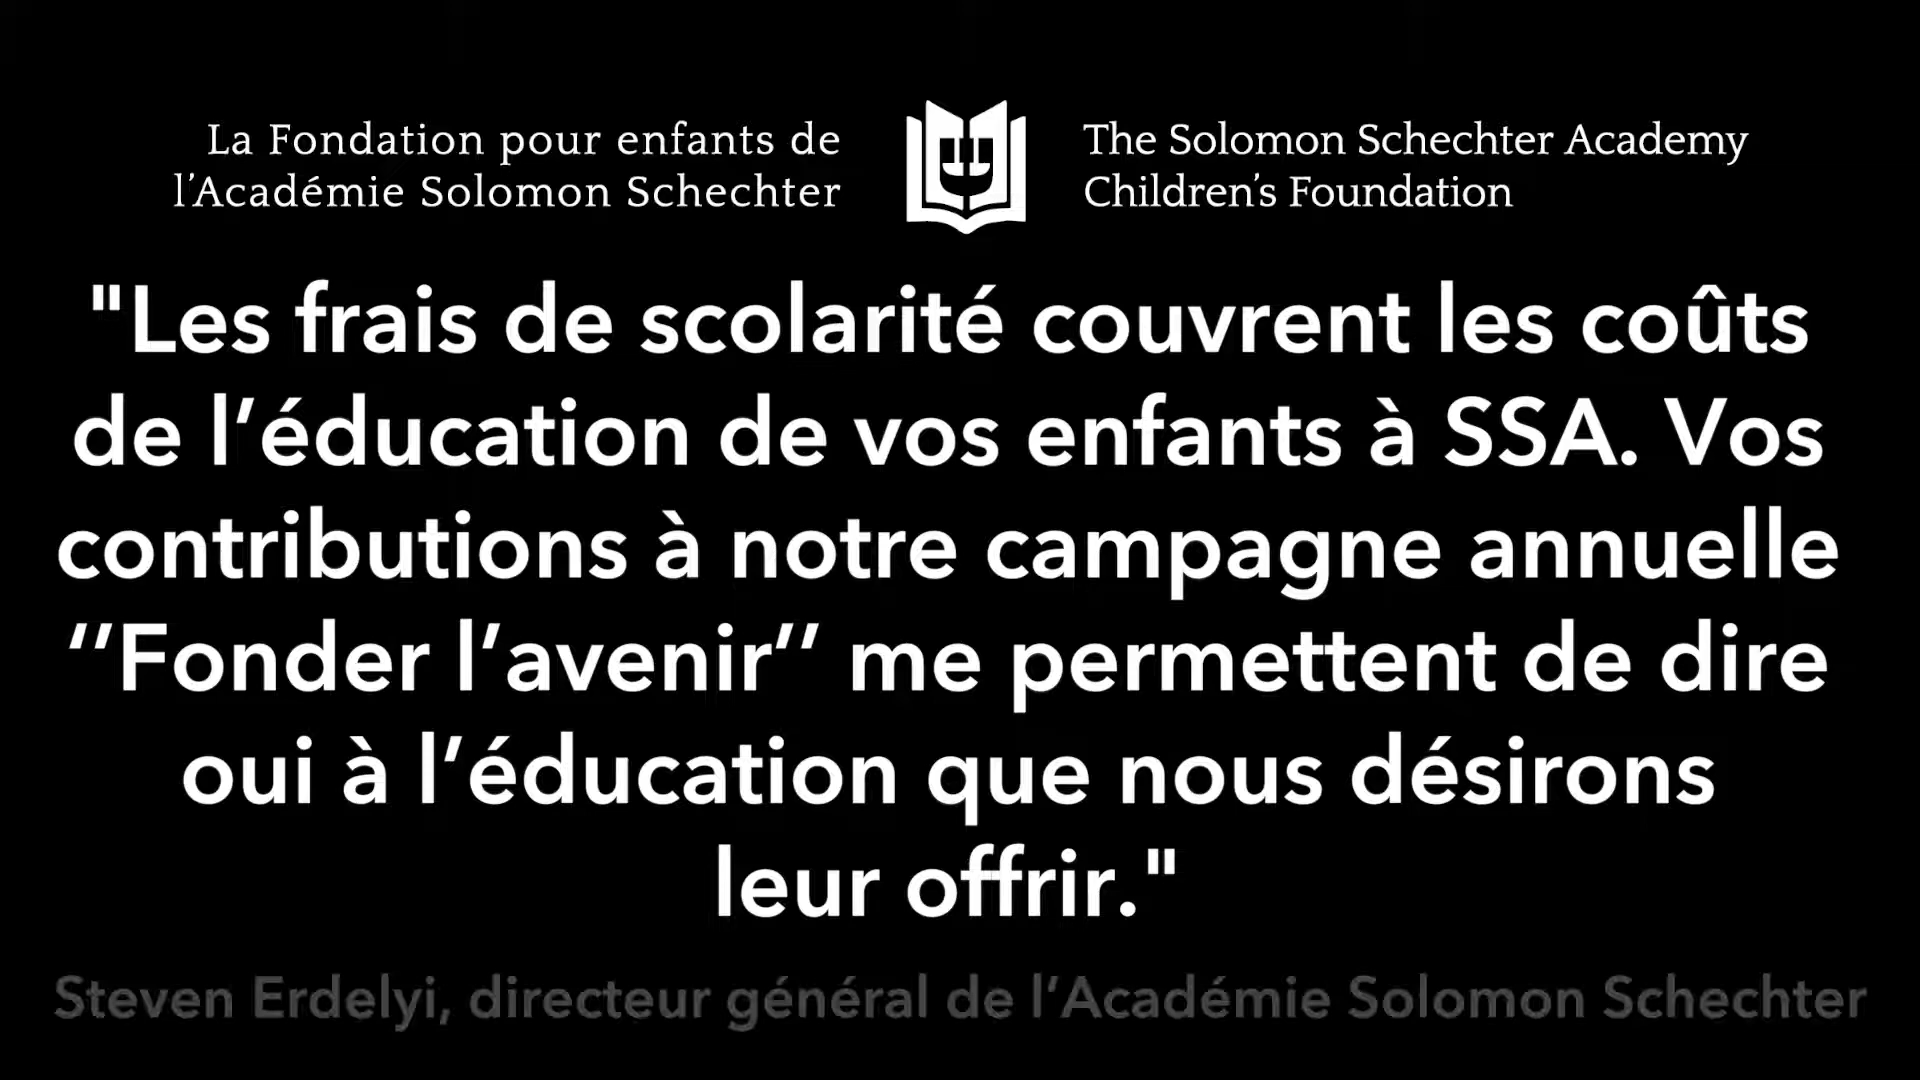 La Fondation pour enfants de
l’Académie Solomon Schechter
The Solomon Schechter Academy
Children’s Foundation
"Les frais de scolarité couvrent les coûts
de l’éducation de vos enfants à SSA. Vos
contributions à notre campagne annuelle
‘’Fonder l’avenir’’ me permettent de dire
oui à l’éducation que nous désirons
leur offrir."
Steven Erdelyi, directeur général de l’Académie Solomon Schechter